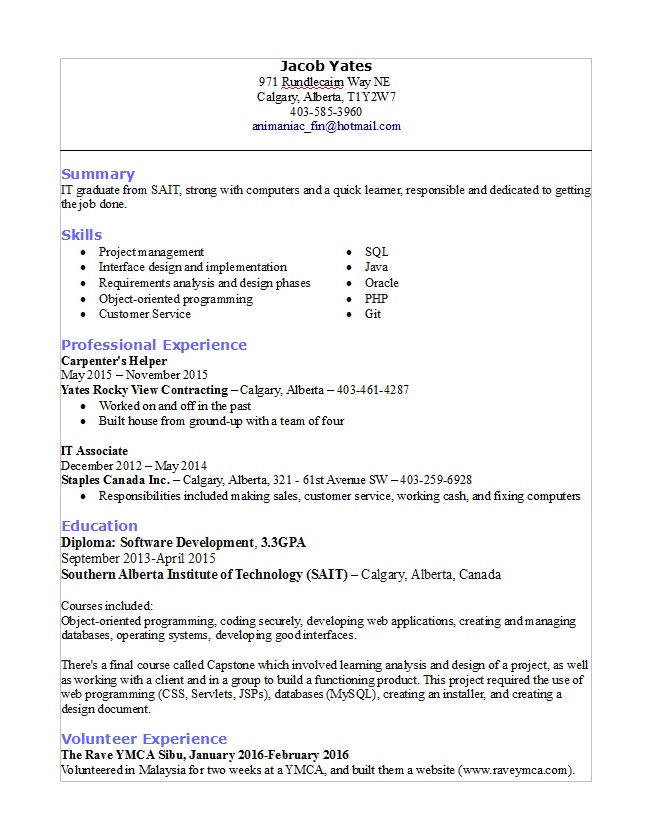 Jacob Yates
971 Rundlecairn Way NE
Calgary, Alberta, T1Y2W7
403-585-3960
animaniac_fin@hotmail.com
Summary
IT graduate from SAIT, strong with computers and a quick learner, responsible and dedicated to getting
the job done.
Skills
• Project management
• Interface design and implementation
• Requirements analysis and design phases
• Object-oriented programming
• Customer Service
• SQL
• Java
• Oracle
• PHP
• Git
Professional Experience
Carpenter's Helper
May 2015 – November 2015
Yates Rocky View Contracting – Calgary, Alberta – 403-461-4287
• Worked on and off in the past
• Built house from ground-up with a team of four
IT Associate
December 2012 – May 2014
Staples Canada Inc. – Calgary, Alberta, 321 - 61st Avenue SW – 403-259-6928
• Responsibilities included making sales, customer service, working cash, and fixing computers
Education
Diploma: Software Development, 3.3GPA
September 2013-April 2015
Southern Alberta Institute of Technology (SAIT) – Calgary, Alberta, Canada
Courses included:
Object-oriented programming, coding securely, developing web applications, creating and managing
databases, operating systems, developing good interfaces.
There's a final course called Capstone which involved learning analysis and design of a project, as well
as working with a client and in a group to build a functioning product. This project required the use of
web programming (CSS, Servlets, JSPs), databases (MySQL), creating an installer, and creating a
design document.
Volunteer Experience
The Rave YMCA Sibu, January 2016-February 2016
Volunteered in Malaysia for two weeks at a YMCA, and built them a website (www.raveymca.com).